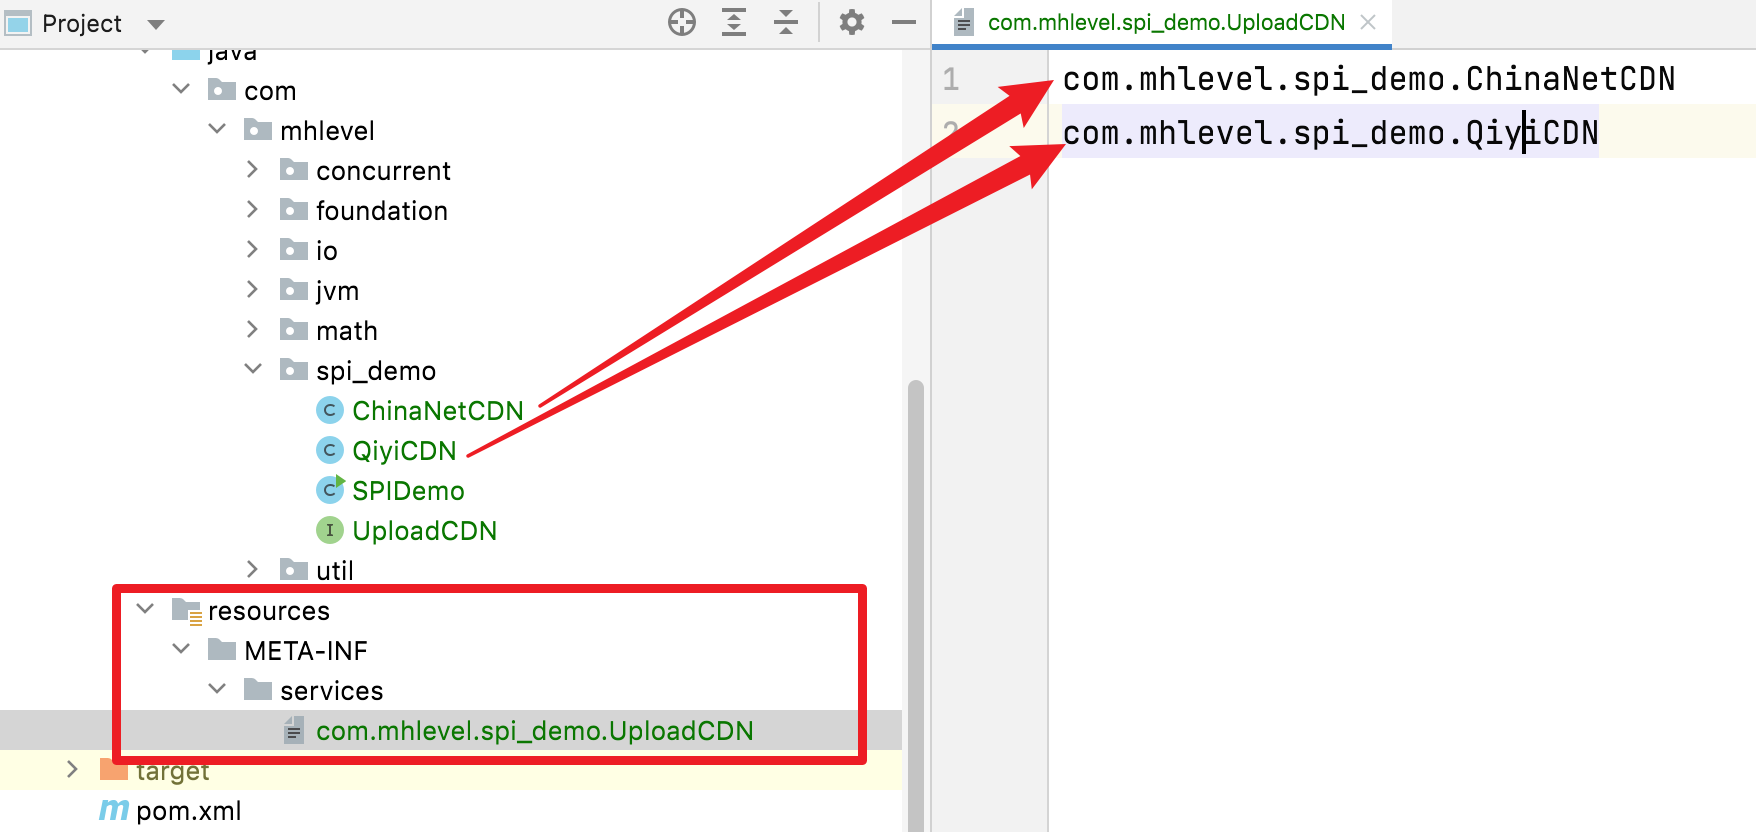 Project
java
com
mhlevel
concurrent
foundation
io
jvm
math
spi_demo
C ChinaNetCDN
C QiyiCDN
C SPIDemo
I UploadCDN
util
resources
META-INF
services
com.mhlevel.spi_demo.UploadCDN
target
m pom.xml
com.mhlevel.spi_demo.UploadCDN
1 com.mhlevel.spi_demo.ChinaNetCDN
2 com.mhlevel.spi_demo.QiyiCDN